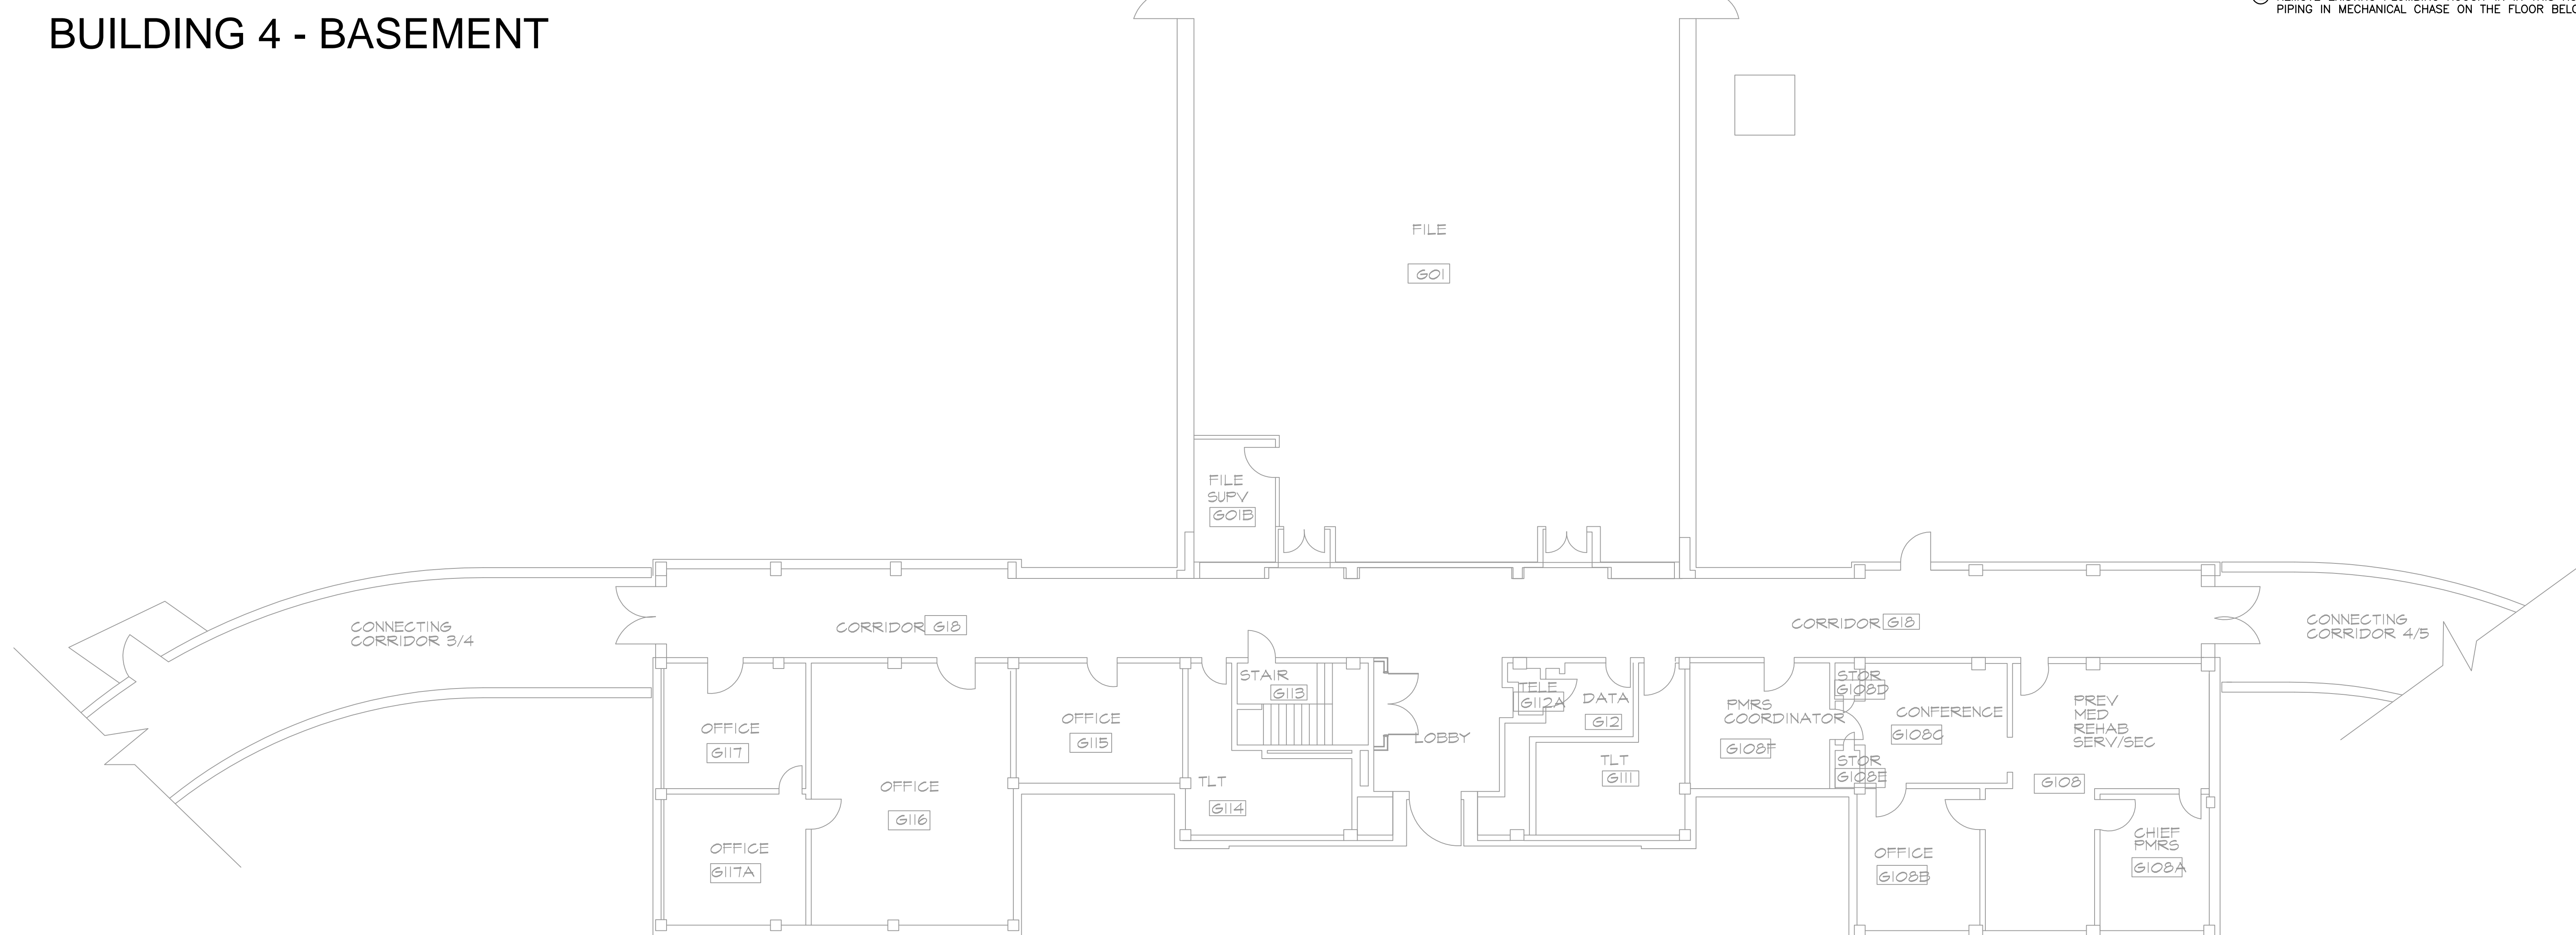 BUILDING 4 - BASEMENT
PIPING IN MECHANICAL CHASE ON THE FLOOR
FILE
G01
FILE
SUPV
G01B
CONNECTING
CORRIDOR 3/4
CORRIDOR G18
CORRIDOR G18
CONNECTING
CORRIDOR 4/5
OFFICE
G117
OFFICE
G117A
OFFICE
G116
OFFICE
G115
STAIR
G113
TLT
G114
LOBBY
TELE
G112A
DATA
G12
TLT
G111
PMRS
COORDINATOR
G108F
STOR
G108D
STOR
G108E
CONFERENCE
G108C
PREV
MED
REHAB
SERV/SEC
G108
OFFICE
G108B
CHIEF
PMRS
G108A